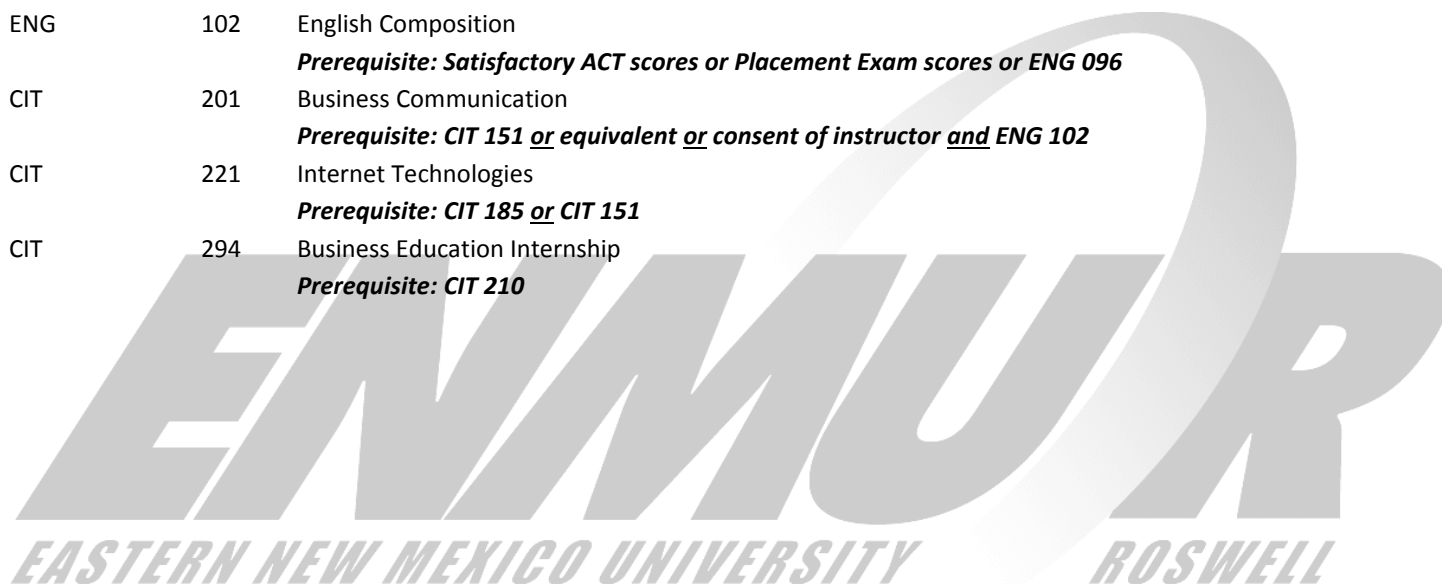 ENG 102 English Composition
Prerequisite: Satisfactory ACT scores or Placement Exam scores or ENG 096
CIT 201 Business Communication
Prerequisite: CIT 151 or equivalent or consent of instructor and ENG 102
CIT 221 Internet Technologies
Prerequisite: CIT 185 or CIT 151
CIT 294 Business Education Internship
Prerequisite: CIT 210
ENMU R
EASTERN NEW MEXICO UNIVERSITY ROSWELL